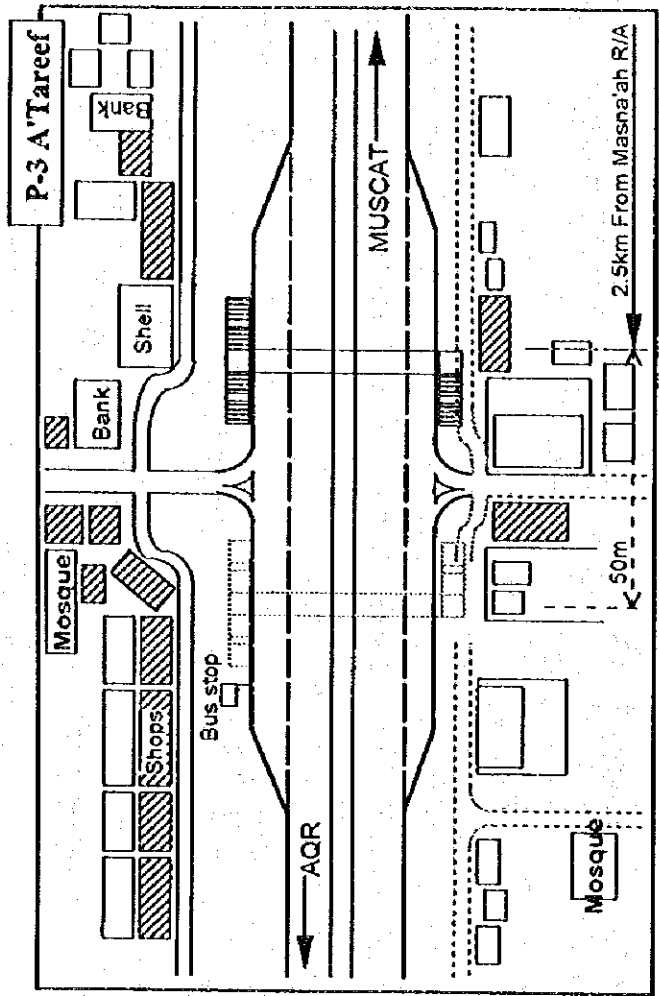 P-3 A'Tareef
Bank
Shell
Bank
Mosque
Shops
Bus stop
MUSCAT
AQR
2.5km From Masna'ah R/A
50m
Mosque